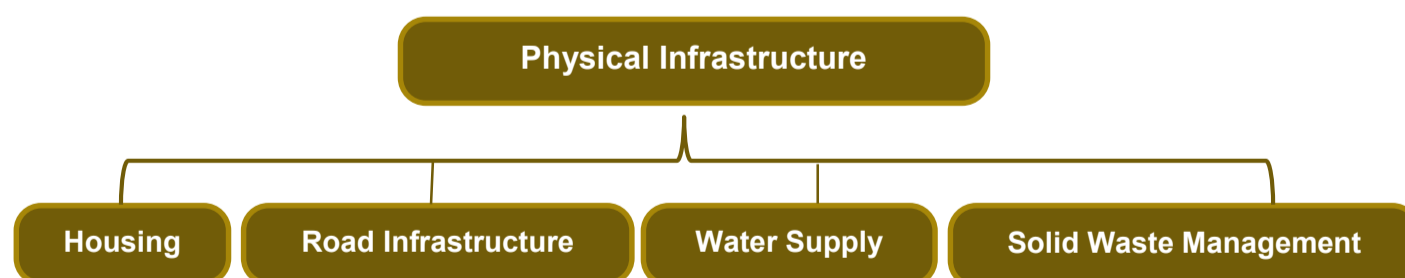 Physical Infrastructure
Housing
Road Infrastructure
Water Supply
Solid Waste Management